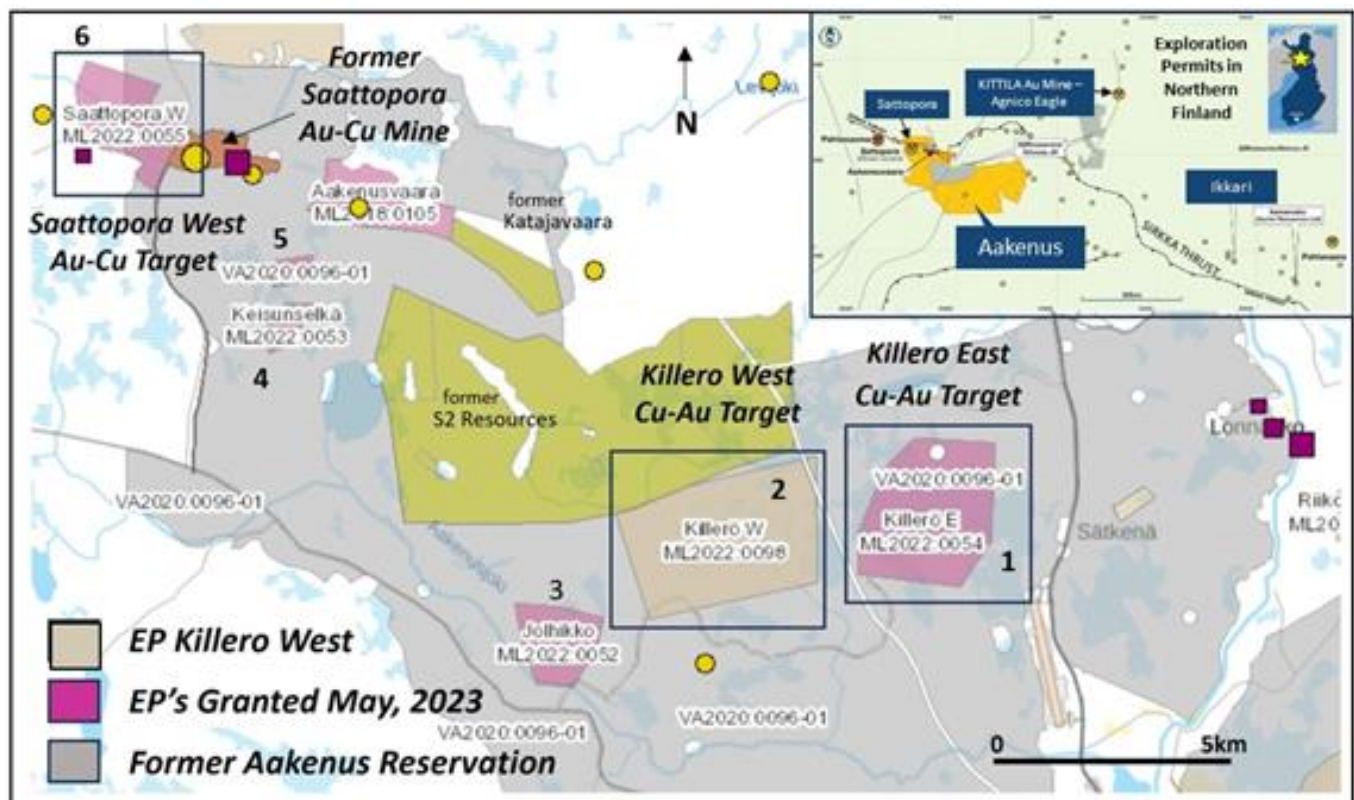 6
Former
Saattopora
Au-Cu Mine
Saattopora W
ML2022:0055
N
Aakenusvaara
former
Katajavaara
Saattopora West
Au-Cu Target
5
VA2020:0096-01
Keisunselkä
ML2022:0053
4
former
S2 Resources
Killero West
Cu-Au Target
Killero East
Cu-Au Target
VA2020:0096-01
2
Killero W
ML2022:0098
VA2020:0096-01
Killero E
ML2022:0054
1
Sätkenä
ML20
3
ML2022:0052
VA2020:0096-01
VA2020:0096-01
EP Killero West
EP's Granted May, 2023
Former Aakenus Reservation
0
5km
Exploration
Permits in
Northern
Finland
KITTILA Au Mine –
Agnico Eagle
Sattopora
Ikkari
Aakenus
SIRKKA THRUST